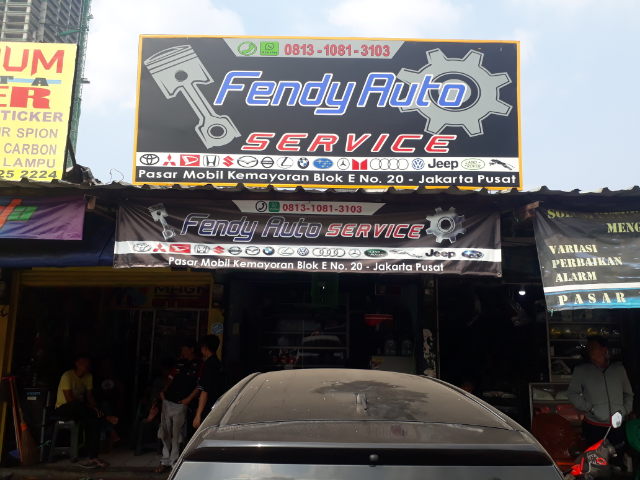 0813-1081-3103
Fendy Auto
SERVICE
Jeep
Pasar Mobil Kemayoran Blok E No. 20 - Jakarta Pusat
0813-1081-3103
Fendy Auto SERVICE
Jeep
Pasar Mobil Kemayoran Blok E No. 20 - Jakarta Pusat
UM
ER
TICKER
SPION
CARBON
LAMPU
25 2224
MENG
VARIASI
PERBAIKAN
ALARM
PASAR